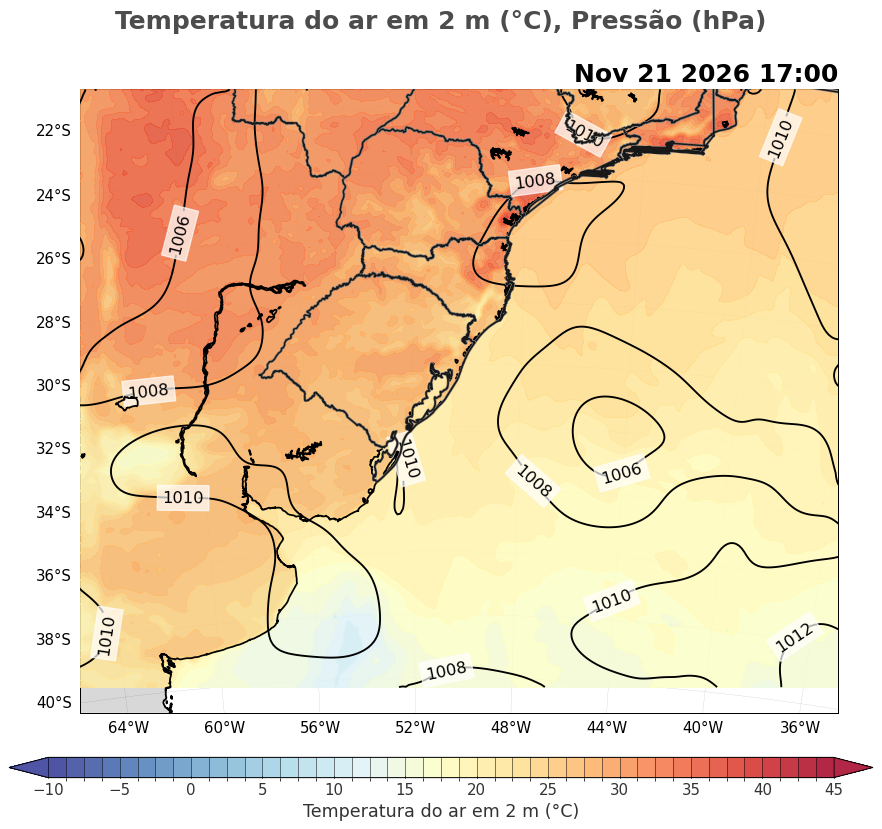 Temperatura do ar em 2 m (°C), Pressão (hPa)
Nov 21 2026 17:00
22°S
24°S
26°S
28°S
30°S
32°S
34°S
36°S
38°S
40°S
1010
1010
1008
1006
1008
1010
1010
1008
1006
1010
1010
1012
1008
64°W
60°W
56°W
52°W
48°W
44°W
40°W
36°W
−10
−5
0
5
10
15
20
25
30
35
40
45
Temperatura do ar em 2 m (°C)